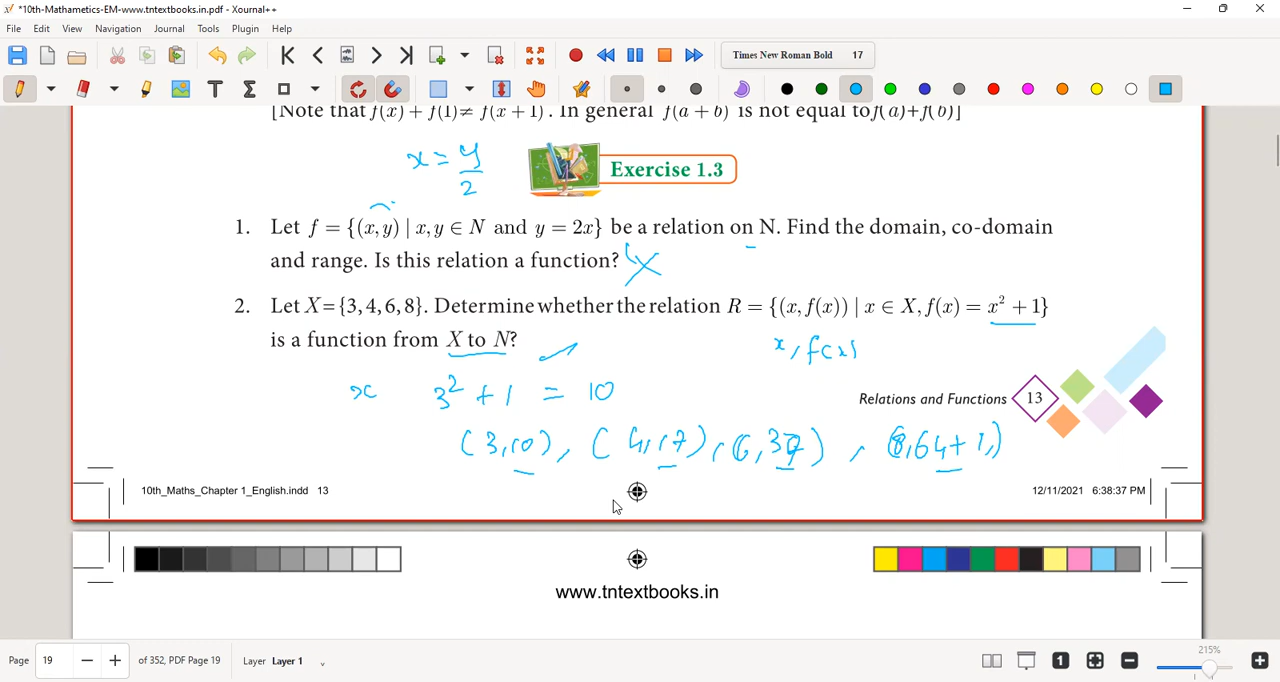 *10th-Mathametics-EM-www.tntextbooks.in.pdf - Xournal++
File Edit View Navigation Journal Tools Plugin Help
Times New Roman Bold 17
[Note that f(x) + f(1) ≠ f(x + 1). In general f(a + b) is not equal to f(a)+f(b)]
x = y/2
Exercise 1.3
1. Let f = {(x, y) | x, y ∈ N and y = 2x} be a relation on N. Find the domain, co-domain
and range. Is this relation a function?
2. Let X = {3, 4, 6, 8}. Determine whether the relation R = {(x, f(x)) | x ∈ X, f(x) = x² + 1}
is a function from X to N?
x, f(x)
x 3² + 1 = 10
Relations and Functions 13
(3,10), (4,17), (6,37), (8,64+1,)
10th_Maths_Chapter 1_English.indd 13 12/11/2021 6:38:37 PM
www.tntextbooks.in
Page 19 of 352, PDF Page 19 Layer Layer 1 1 215%